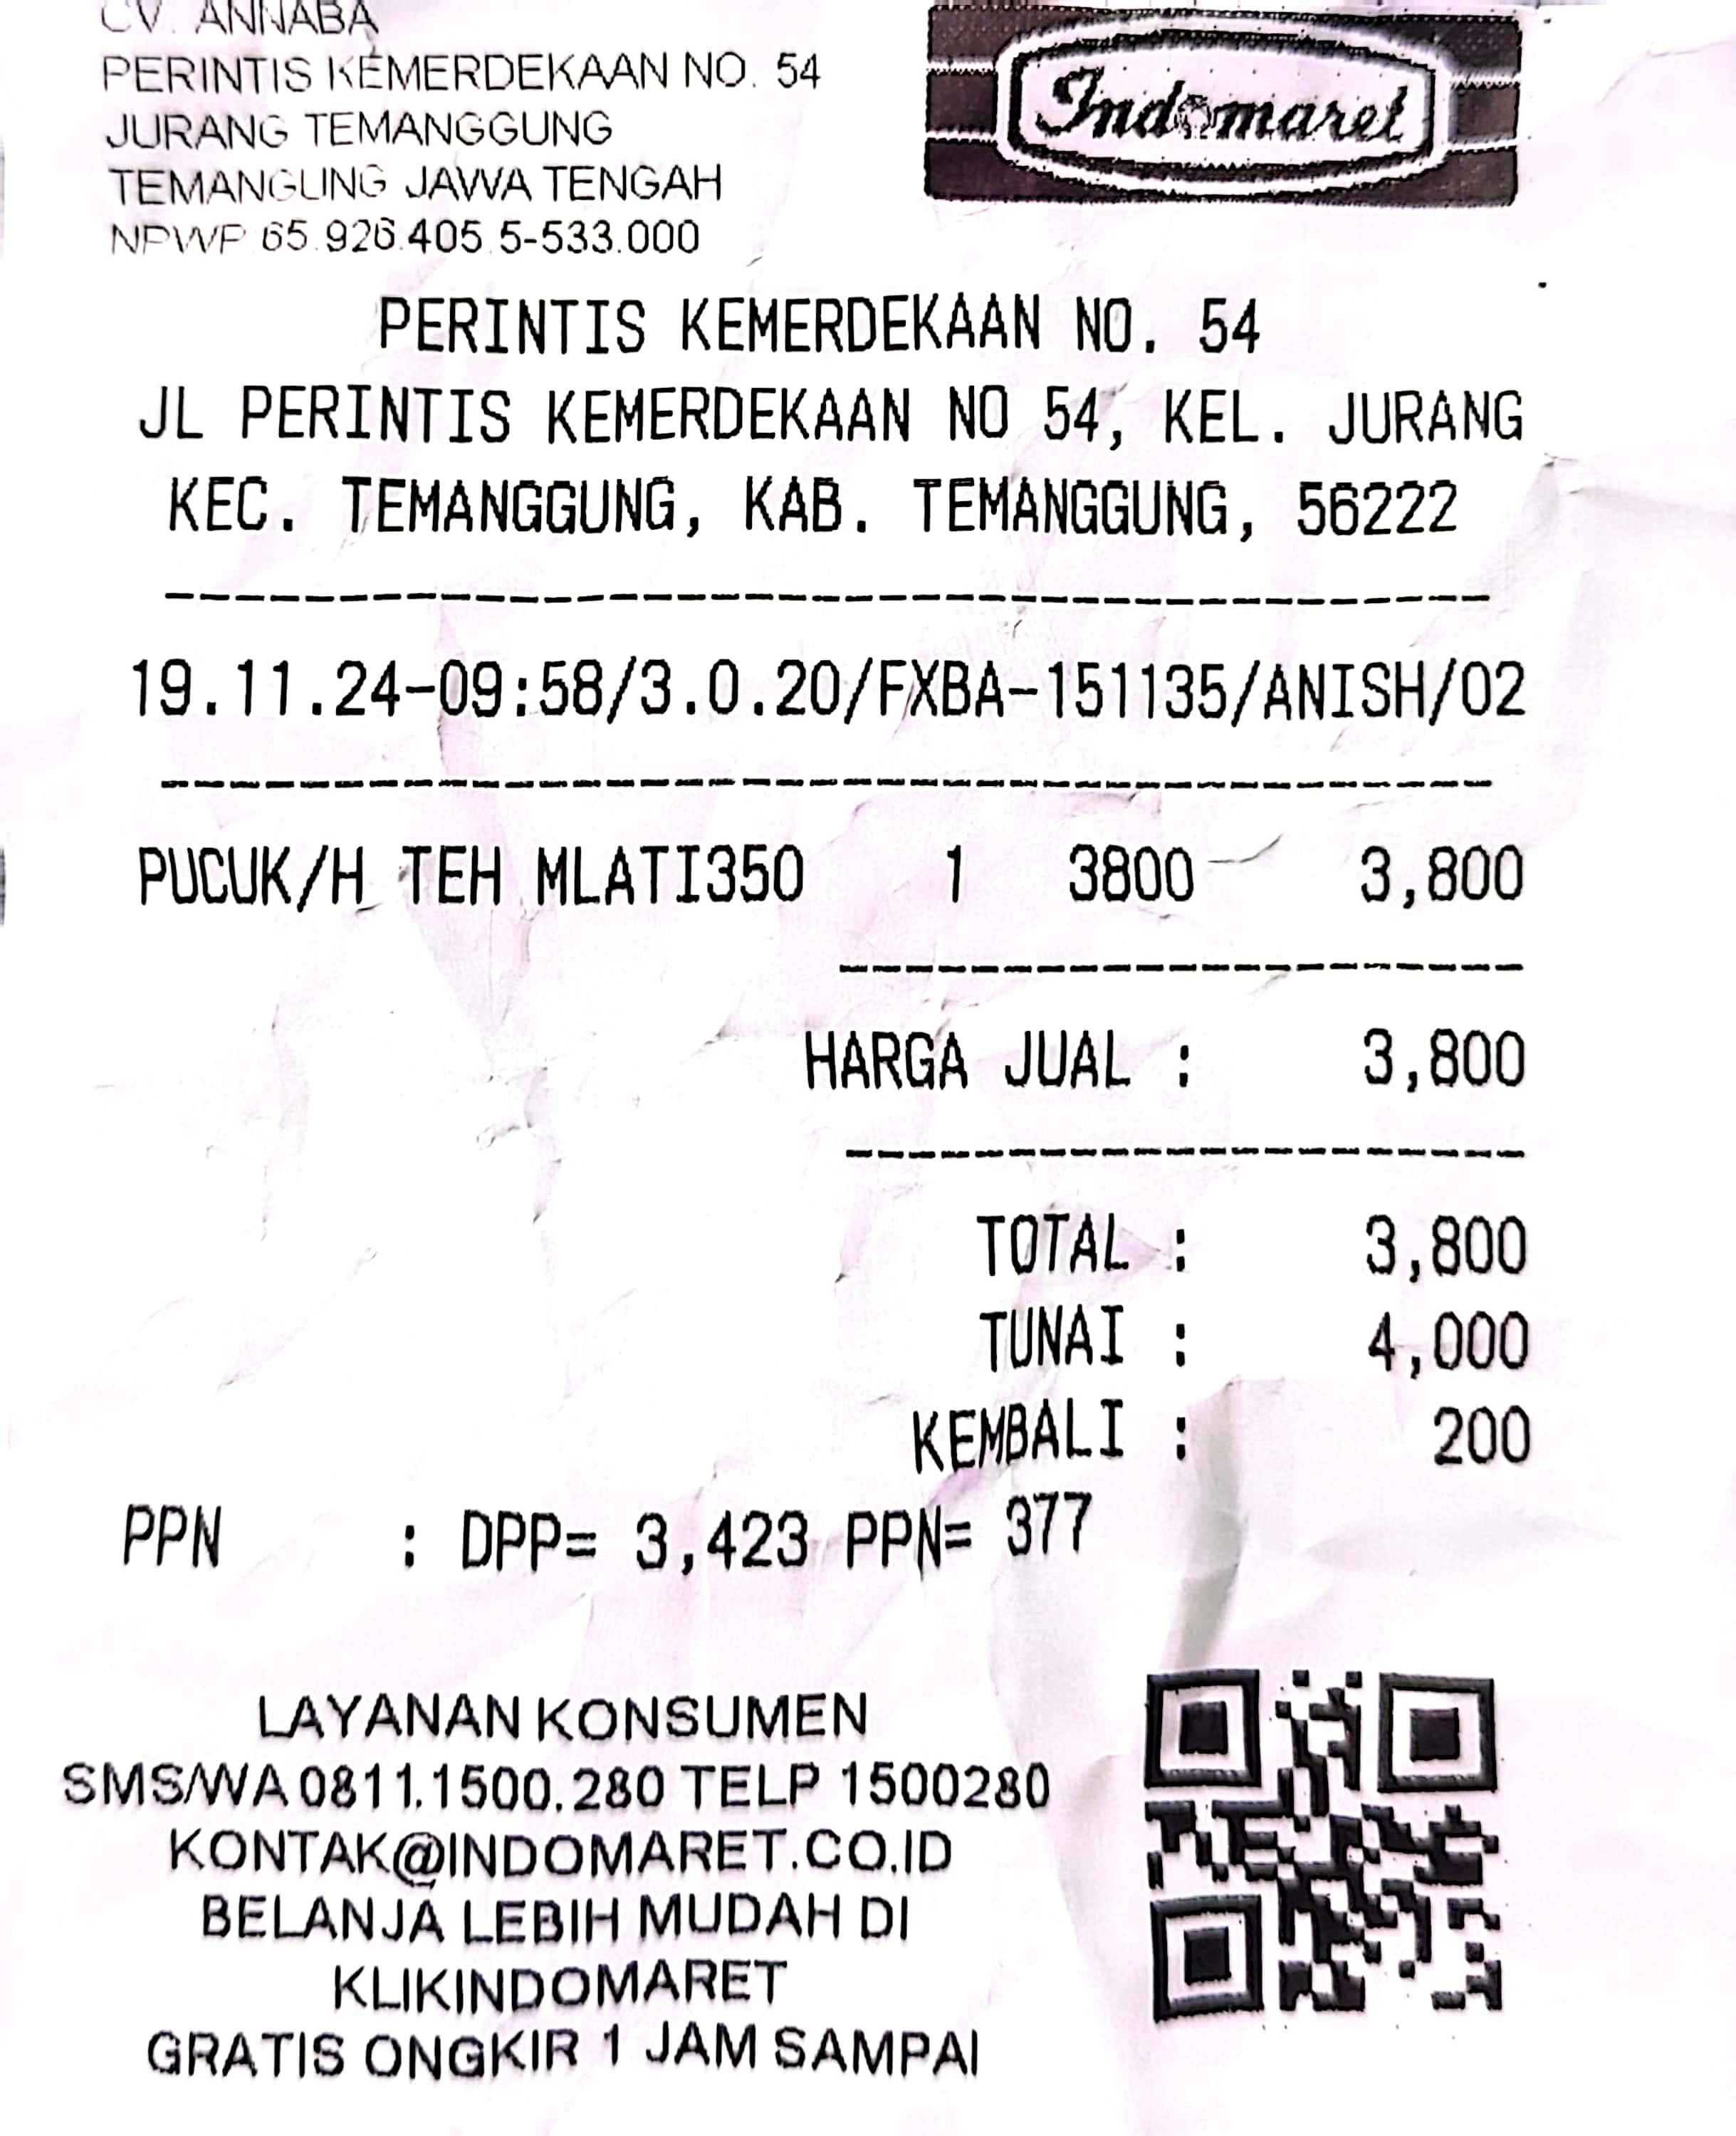 CV. ANNABA
PERINTIS KEMERDEKAAN NO. 54
JURANG TEMANGGUNG
TEMANGUNG JAWA TENGAH
NPWP 65.926.405.5-533.000
Indomaret
PERINTIS KEMERDEKAAN NO. 54
JL PERINTIS KEMERDEKAAN NO 54, KEL. JURANG
KEC. TEMANGGUNG, KAB. TEMANGGUNG, 56222
19.11.24-09:58/3.0.20/FXBA-151135/ANISH/02
PUCUK/H TEH MLATI350 1 3800 3,800
HARGA JUAL : 3,800
TOTAL : 3,800
TUNAI : 4,000
KEMBALI : 200
PPN : DPP= 3,423 PPN= 377
LAYANAN KONSUMEN
SMS/WA 0811.1500.280 TELP 1500280
KONTAK@INDOMARET.CO.ID
BELANJA LEBIH MUDAH DI
KLIKINDOMARET
GRATIS ONGKIR 1 JAM SAMPAI